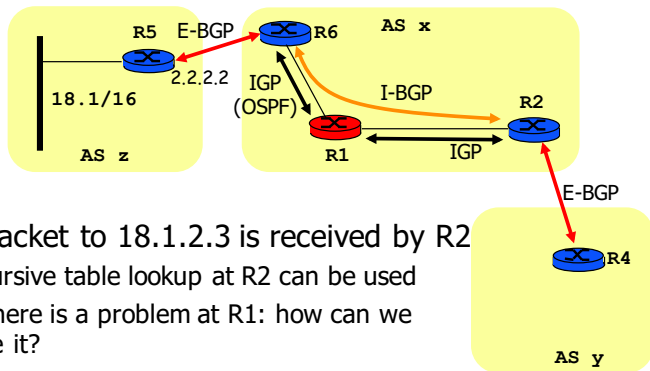 E-BGP
AS x
R5
R6
2.2.2.2
IGP
(OSPF)
I-BGP
18.1/16
R2
AS z
R1
IGP
E-BGP
acket to 18.1.2.3 is received by R2
ursive table lookup at R2 can be used
here is a problem at R1: how can we
e it?
R4
AS y